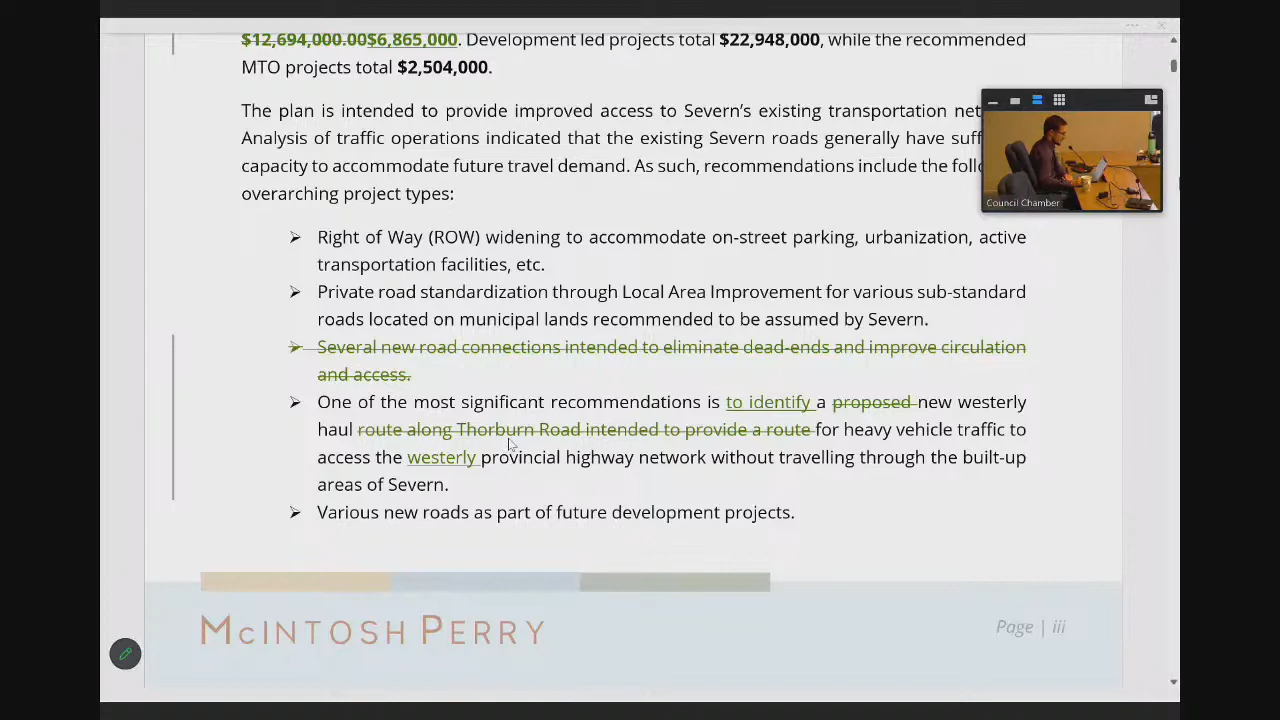 $12,694,000.00$6,865,000. Development led projects total $22,948,000, while the recommended
MTO projects total $2,504,000.
The plan is intended to provide improved access to Severn's existing transportation
Analysis of traffic operations indicated that the existing Severn roads generally have
capacity to accommodate future travel demand. As such, recommendations include the
overarching project types:
Council Chamber
➢ Right of Way (ROW) widening to accommodate on-street parking, urbanization, active
transportation facilities, etc.
➢ Private road standardization through Local Area Improvement for various sub-standard
roads located on municipal lands recommended to be assumed by Severn.
➢ Several new road connections intended to eliminate dead-ends and improve circulation
and access.
➢ One of the most significant recommendations is to identify a proposed new westerly
haul route along Thorburn Road intended to provide a route for heavy vehicle traffic to
access the westerly provincial highway network without travelling through the built-up
areas of Severn.
➢ Various new roads as part of future development projects.
McINTOSH PERRY
Page | iii